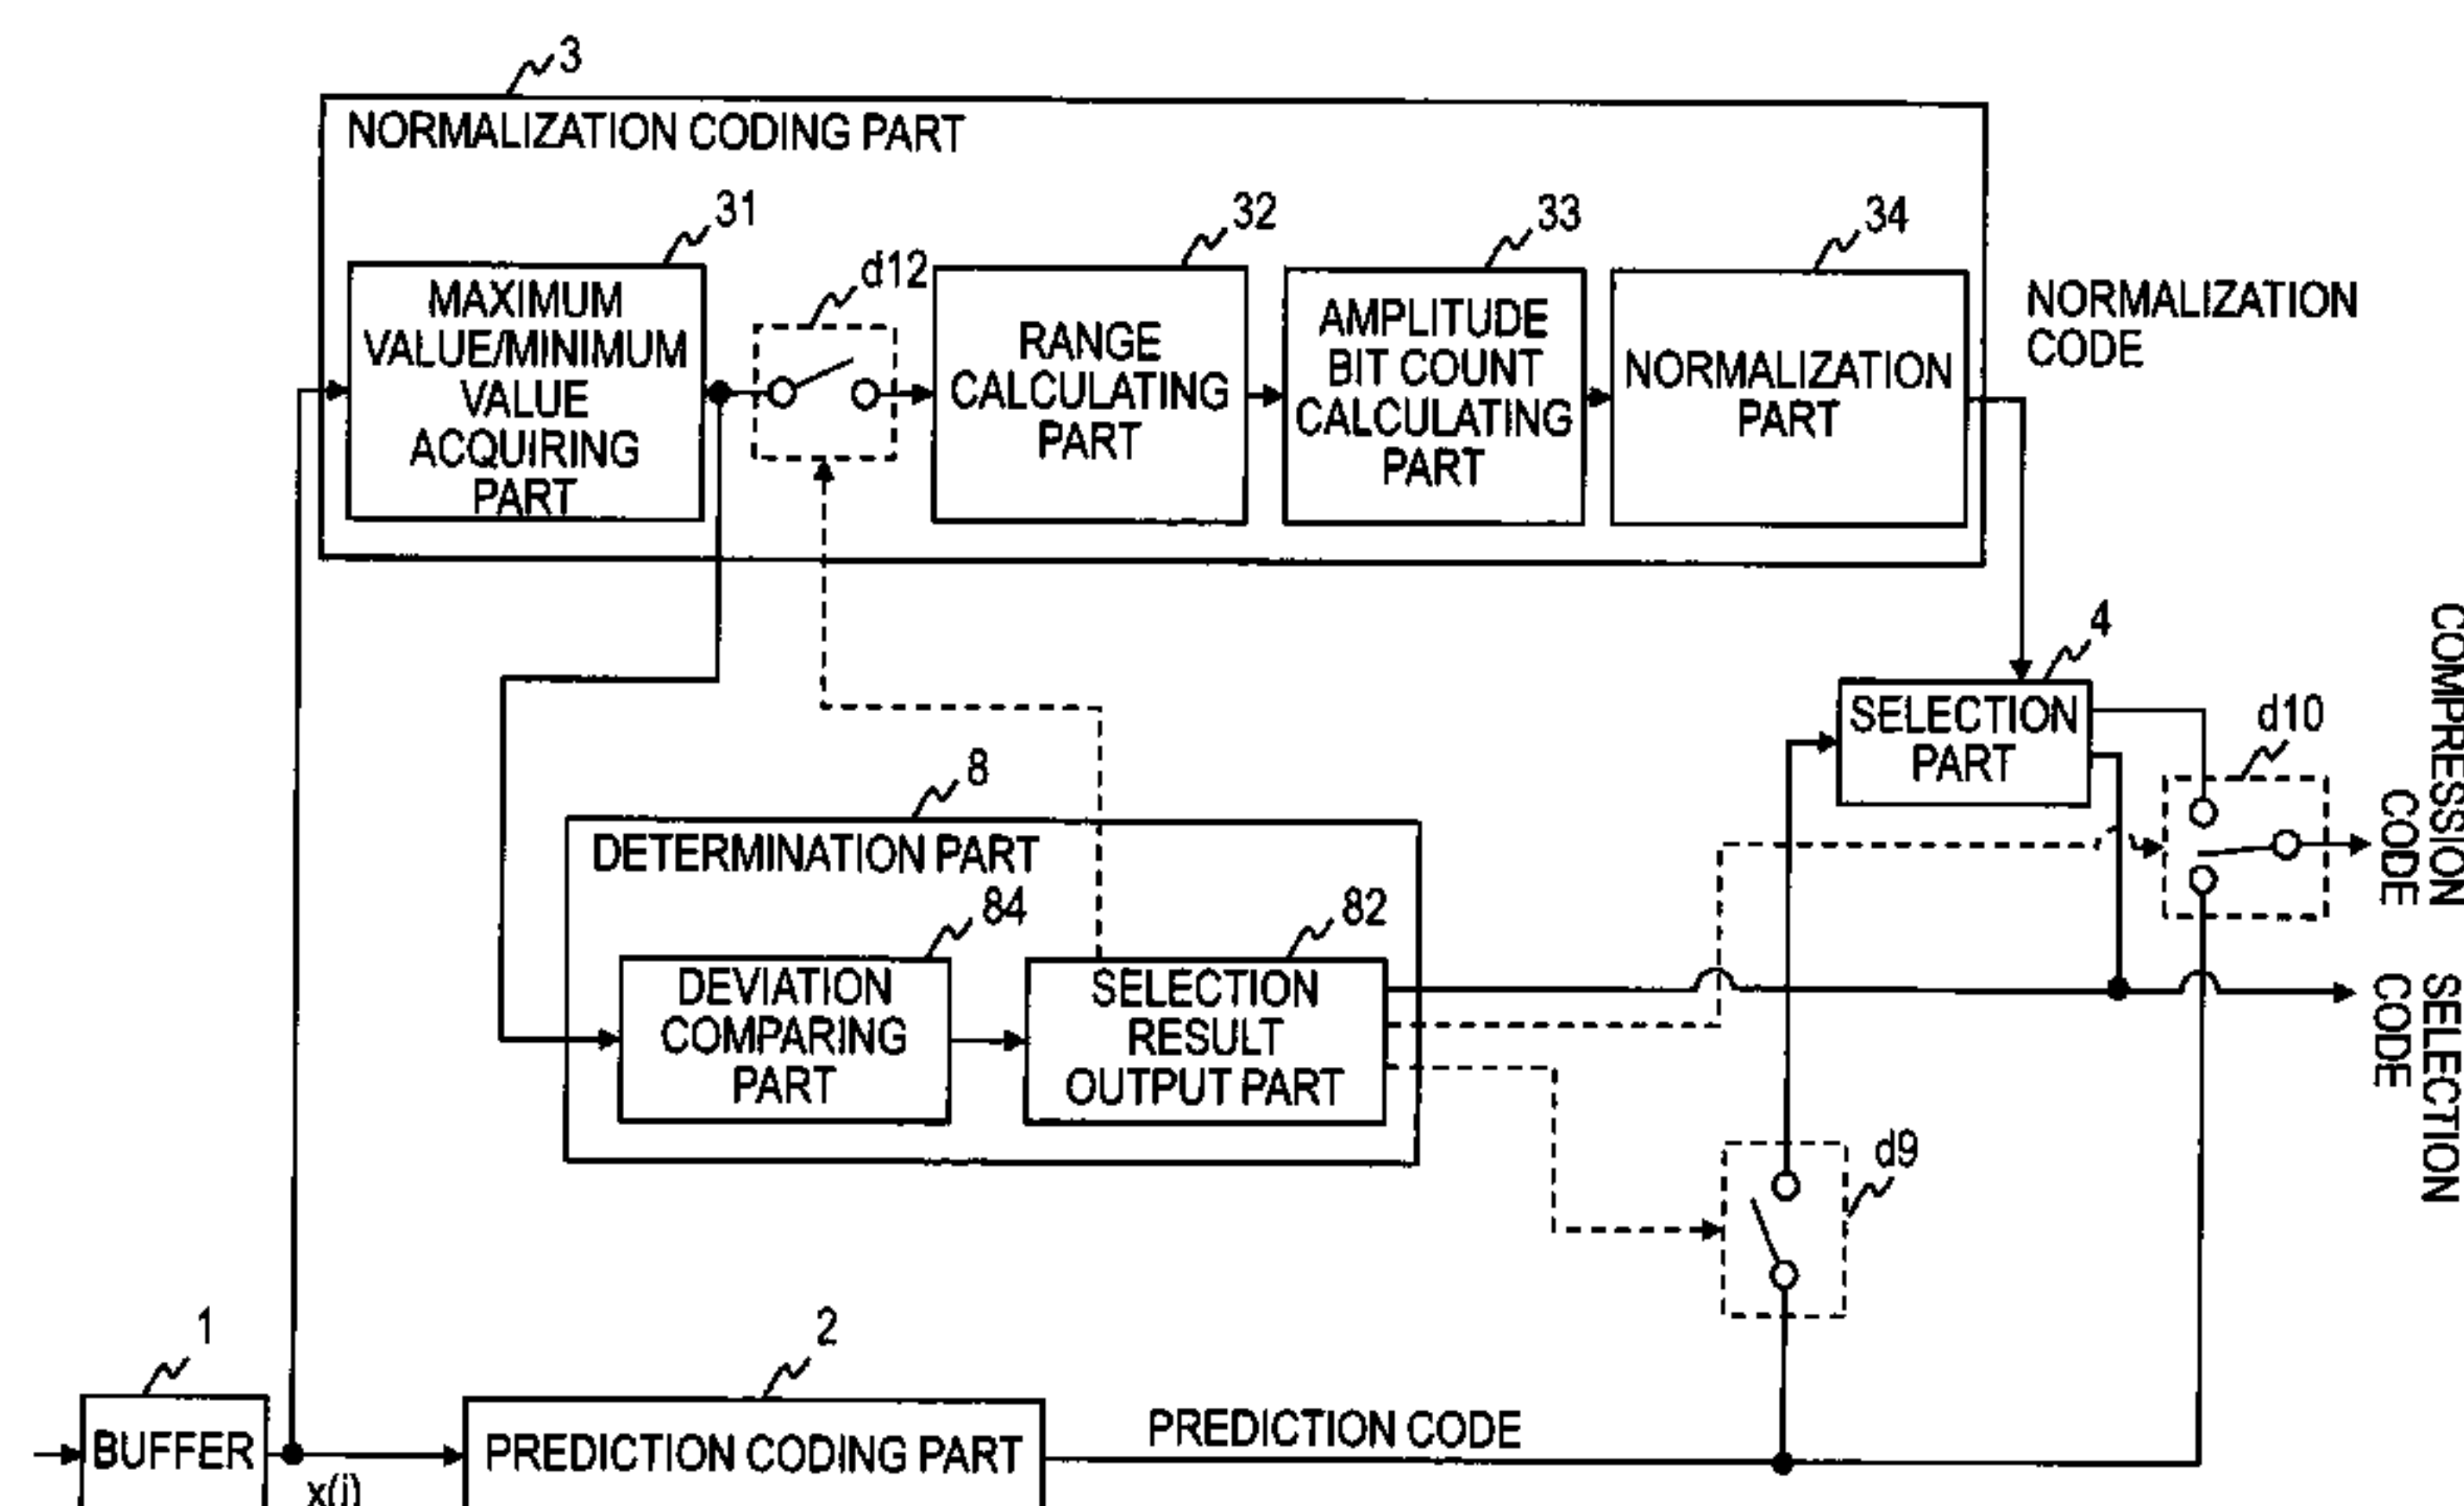 3
NORMALIZATION CODING PART
31
d12
32
33
34
MAXIMUM
VALUE/MINIMUM
VALUE
ACQUIRING
PART
RANGE
CALCULATING
PART
AMPLITUDE
BIT COUNT
CALCULATING
PART
NORMALIZATION
PART
NORMALIZATION
CODE
4
SELECTION
PART
d10
COMPRESSION
CODE
8
DETERMINATION PART
84
82
DEVIATION
COMPARING
PART
SELECTION
RESULT
OUTPUT PART
SELECTION
CODE
d9
1
2
BUFFER
x(j)
PREDICTION CODING PART
PREDICTION CODE